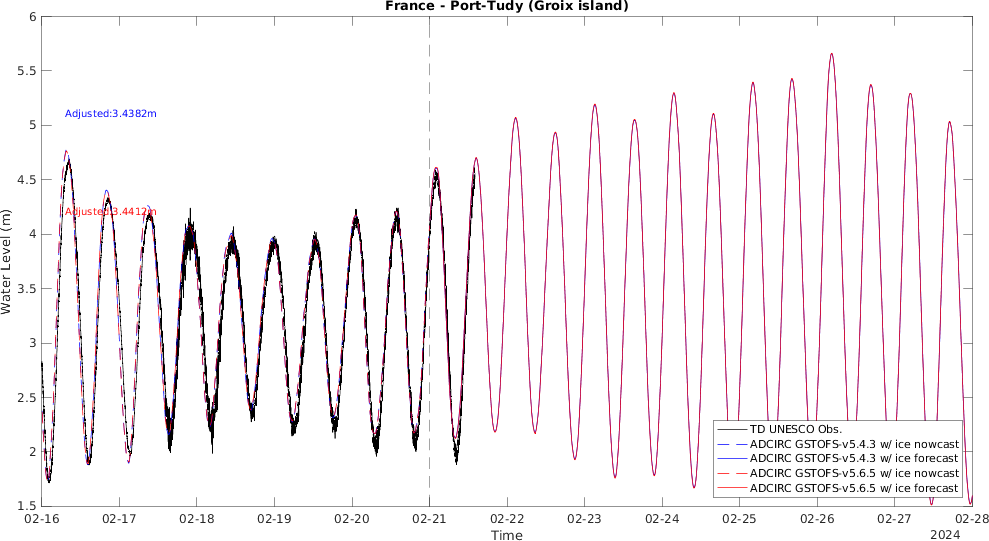 France - Port-Tudy (Groix island)
6
5.5
5
4.5
4
3.5
3
2.5
2
1.5
Water Level (m)
Adjusted:3.4382m
Adjusted:3.4412m
TD UNESCO Obs.
ADCIRC GSTOFS-v5.4.3 w/ ice nowcast
ADCIRC GSTOFS-v5.4.3 w/ ice forecast
ADCIRC GSTOFS-v5.6.5 w/ ice nowcast
ADCIRC GSTOFS-v5.6.5 w/ ice forecast
02-16 02-17 02-18 02-19 02-20 02-21 02-22 02-23 02-24 02-25 02-26 02-27 02-28
Time
2024